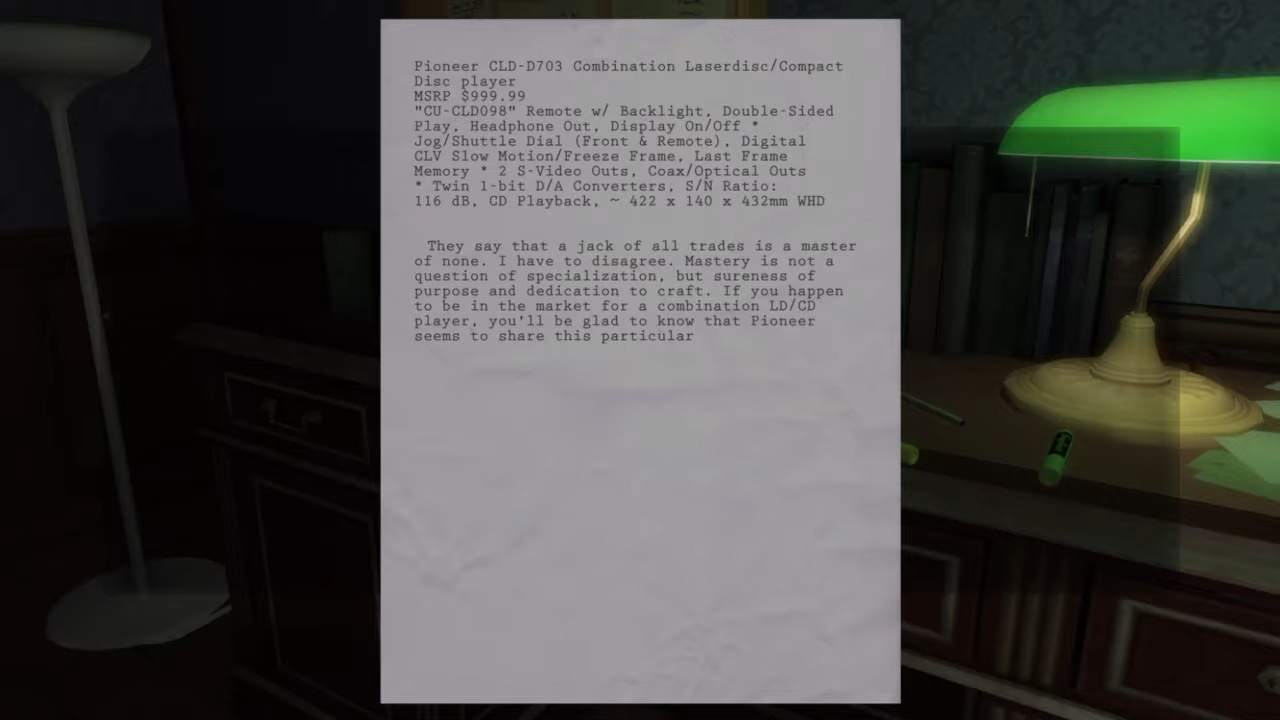 Pioneer CLD-D703 Combination Laserdisc/Compact
Disc player
MSRP $999.99
"CU-CLD098" Remote w/ Backlight, Double-Sided
Play, Headphone Out, Display On/Off *
Jog/Shuttle Dial (Front & Remote), Digital
CLV Slow Motion/Freeze Frame, Last Frame
Memory * 2 S-Video Outs, Coax/Optical Outs
* Twin 1-bit D/A Converters, S/N Ratio:
116 dB, CD Playback, ~ 422 x 140 x 432mm WHD
They say that a jack of all trades is a master
of none. I have to disagree. Mastery is not a
question of specialization, but sureness of
purpose and dedication to craft. If you happen
to be in the market for a combination LD/CD
player, you'll be glad to know that Pioneer
seems to share this particular